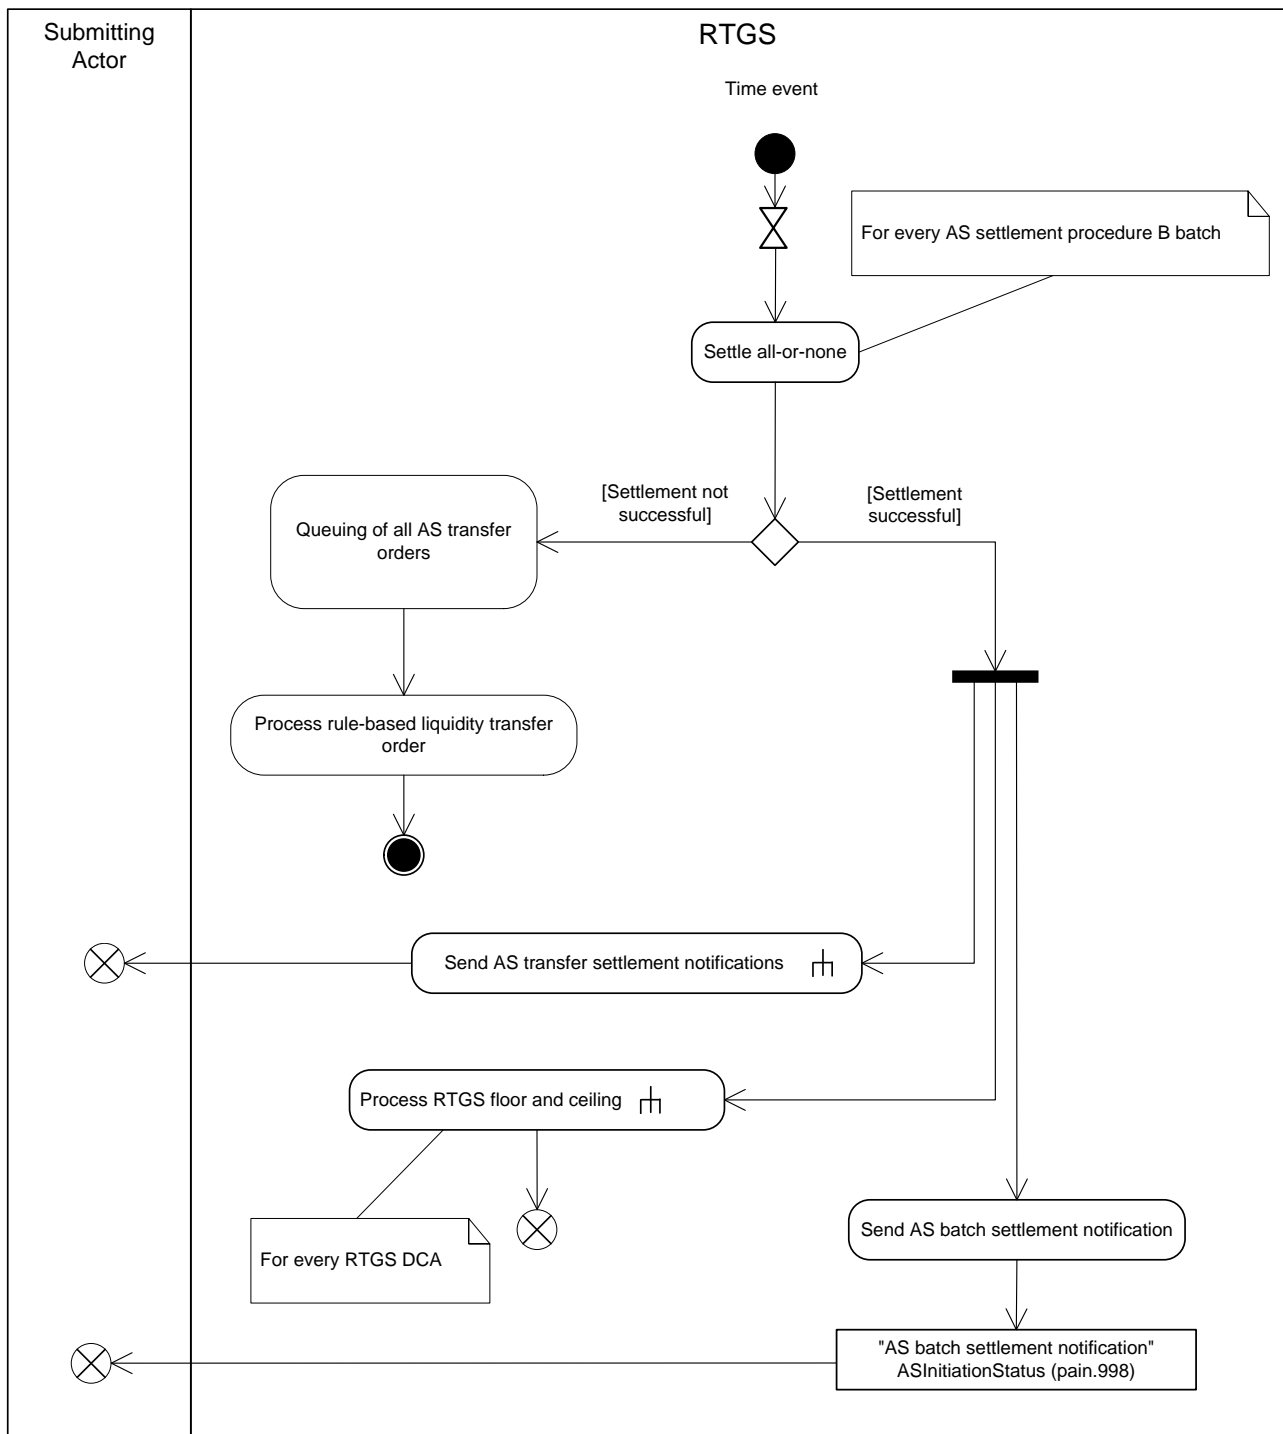 Submitting
Actor
RTGS
Time event
For every AS settlement procedure B batch
Settle all-or-none
[Settlement not
successful]
[Settlement
successful]
Queuing of all AS transfer
orders
Process rule-based liquidity transfer
order
Send AS transfer settlement notifications
Process RTGS floor and ceiling
For every RTGS DCA
Send AS batch settlement notification
"AS batch settlement notification"
ASInitiationStatus (pain.998)